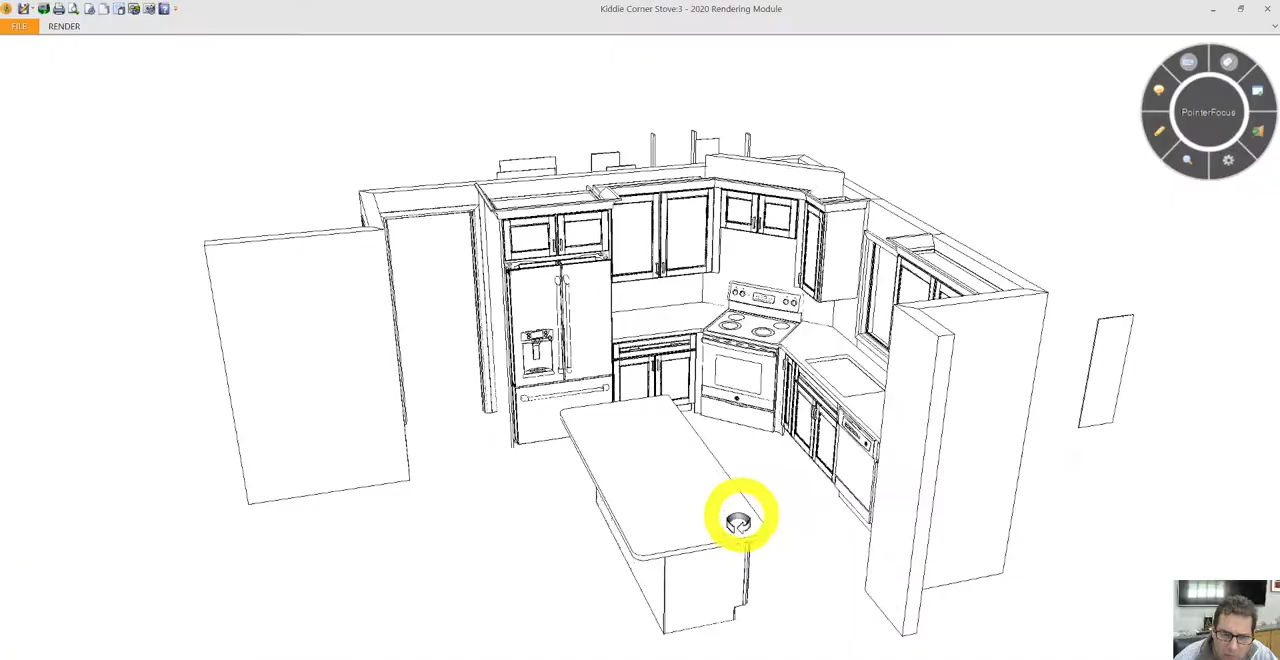 Kiddie Corner Stove:3 - 2020 Rendering Module
FILE RENDER
PointerFocus